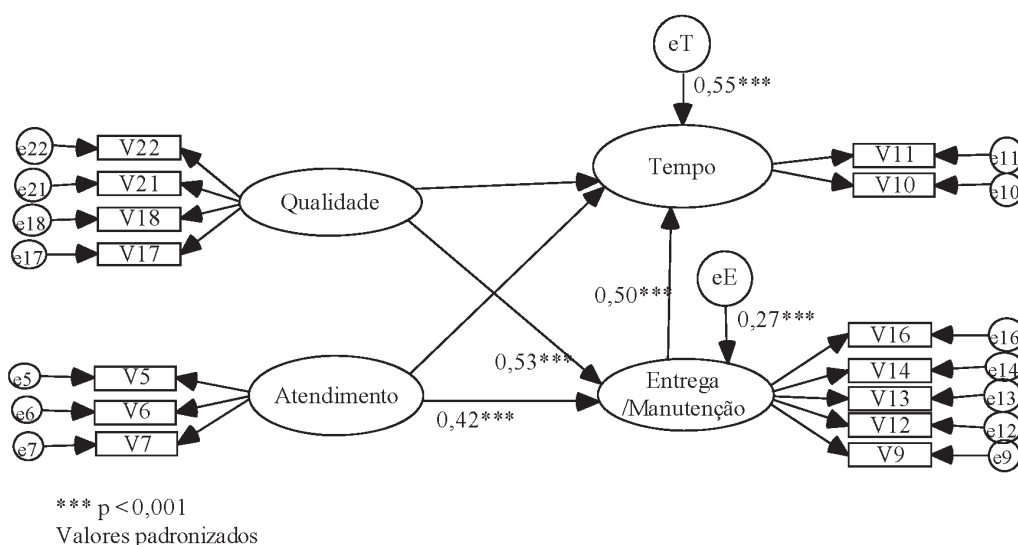 eT
0,55***
e22
V22
e21
V21
e18
V18
e17
V17
Qualidade
Tempo
V11
e11
V10
e10
eE
0,50***
0,27***
0,53***
e5
V5
e6
V6
e7
V7
Atendimento
0,42***
Entrega
/Manutenção
V16
e16
V14
e14
V13
e13
V12
e12
V9
e9
*** p<0,001
Valores padronizados